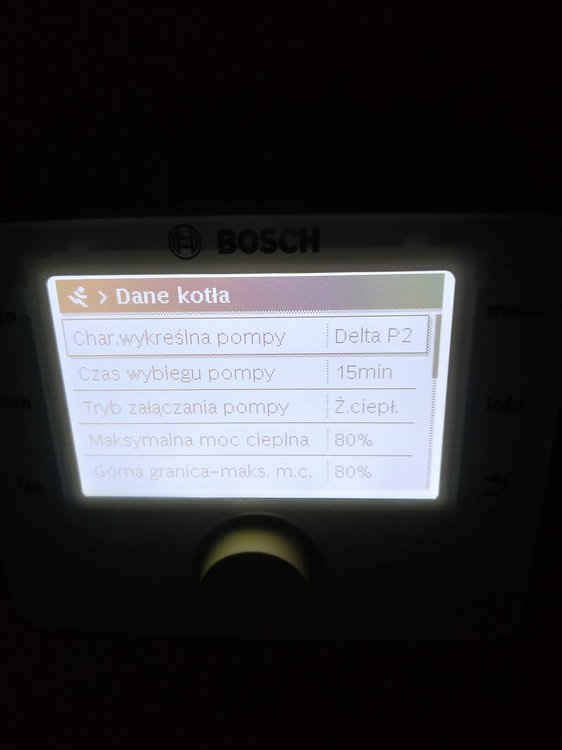 BOSCH
> Dane kotła
Char.wykreślna pompy Delta P2
Czas wybiegu pompy 15min
Tryb załączania pompy Ż.ciepł.
Maksymalna moc cieplna 80%
Górna granica-maks. m.c. 80%
menu
info
fav